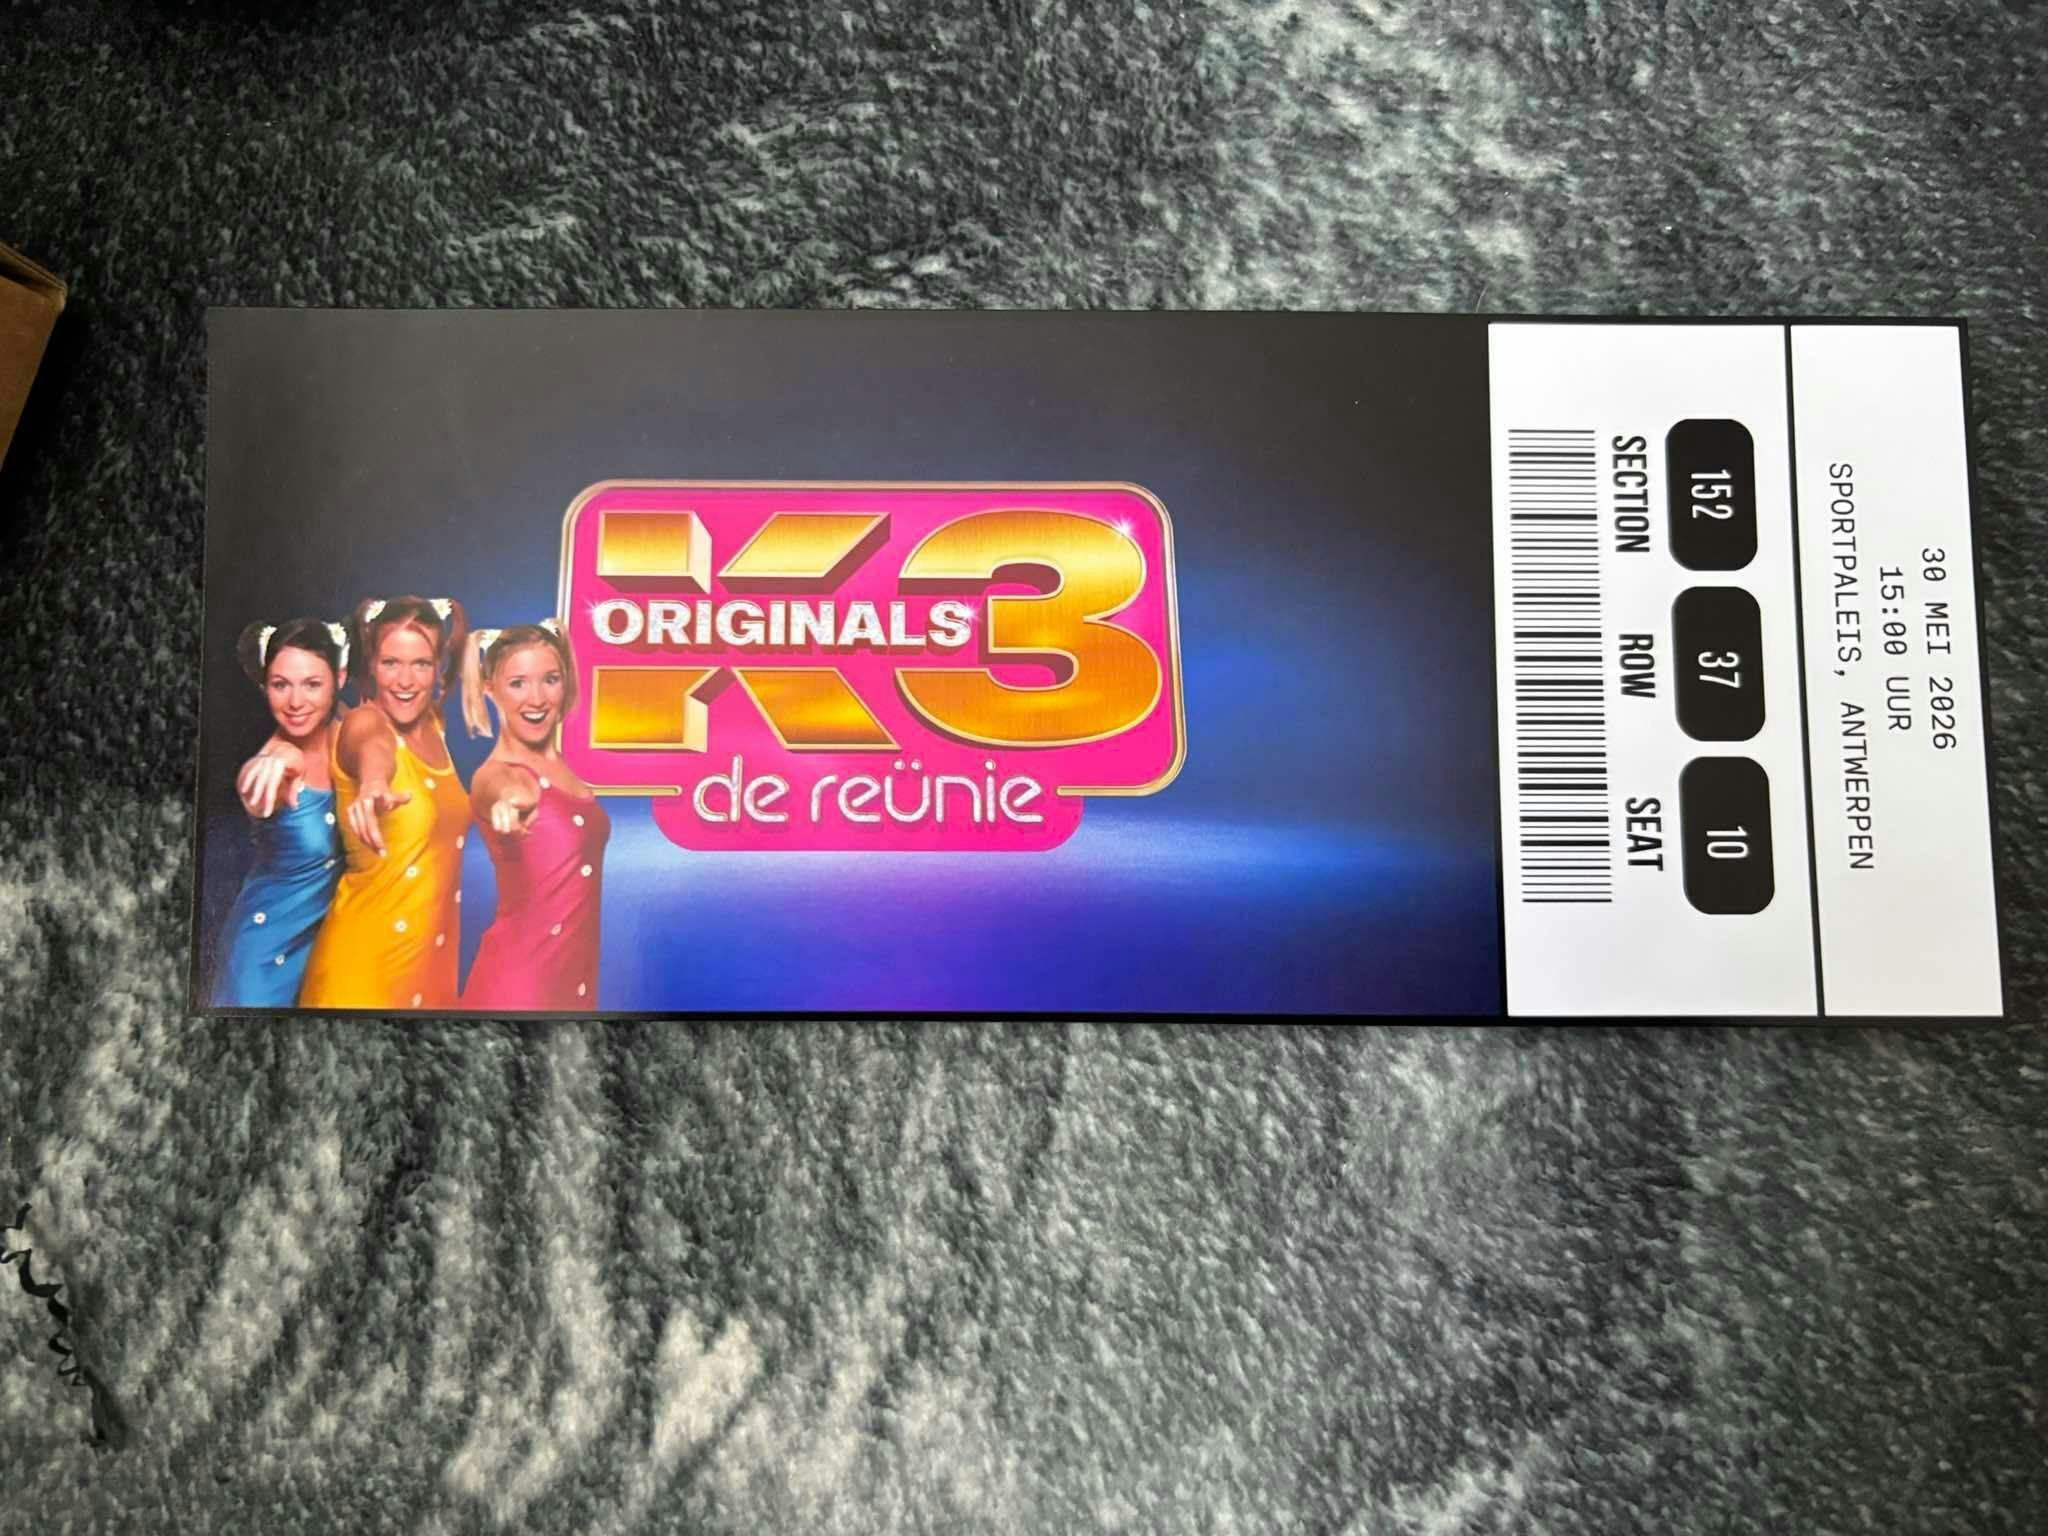 K3
ORIGINALS
de reünie
152 37 10
SECTION ROW SEAT
30 MEI 2026
15:00 UUR
SPORTPALEIS, ANTWERPEN